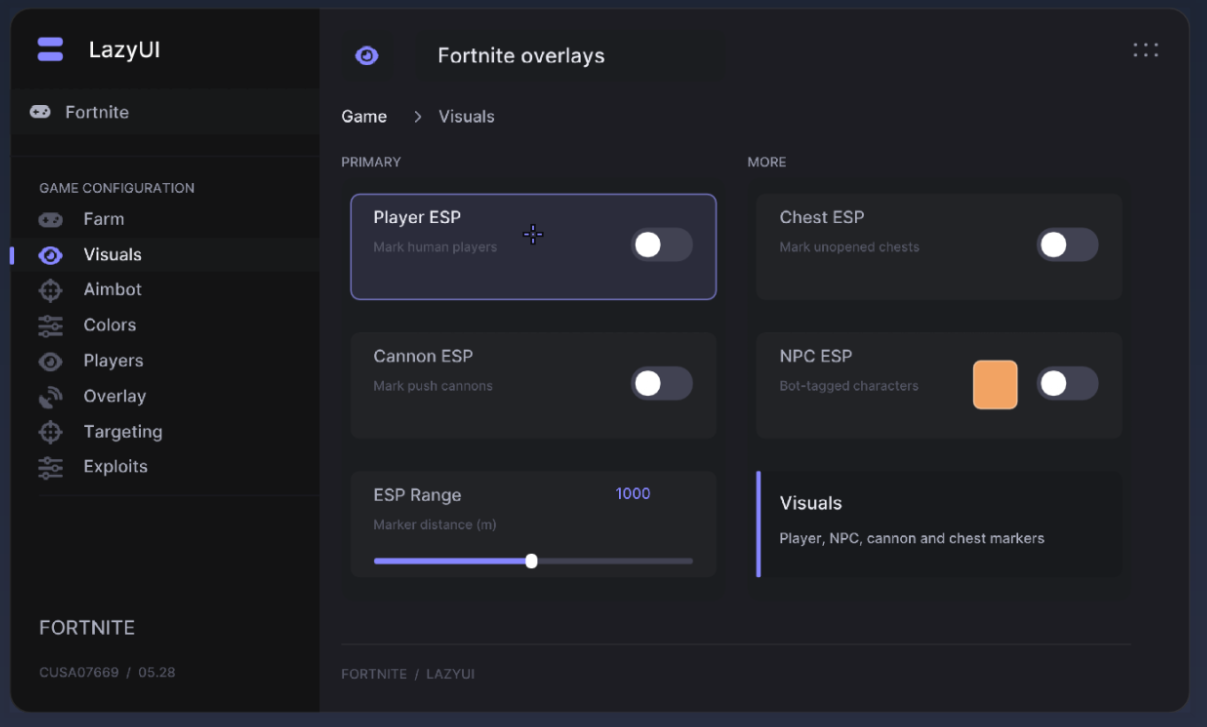 LazyUI
Fortnite
GAME CONFIGURATION
Farm
Visuals
Aimbot
Colors
Players
Overlay
Targeting
Exploits
FORTNITE
CUSA07669 / 05.28
Fortnite overlays
Game > Visuals
PRIMARY
Player ESP
Mark human players
Cannon ESP
Mark push cannons
ESP Range 1000
Marker distance (m)
MORE
Chest ESP
Mark unopened chests
NPC ESP
Bot-tagged characters
Visuals
Player, NPC, cannon and chest markers
FORTNITE / LAZYUI